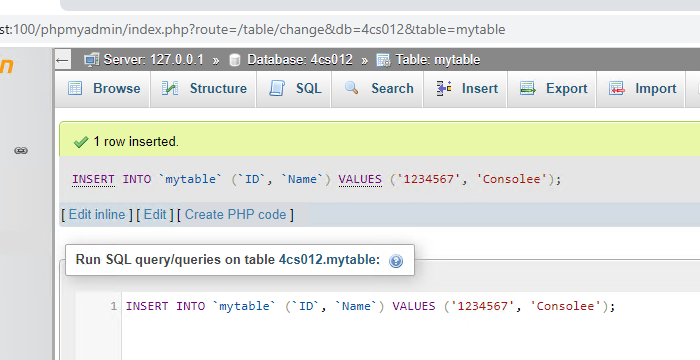 st:100/phpmyadmin/index.php?route=/table/change&db=4cs012&table=mytable
n
Server: 127.0.0.1 » Database: 4cs012 » Table: mytable
Browse Structure SQL Search Insert Export Import
1 row inserted.
INSERT INTO `mytable` (`ID`, `Name`) VALUES ('1234567', 'Consolee');
[ Edit inline ] [ Edit ] [ Create PHP code ]
Run SQL query/queries on table 4cs012.mytable:
1 INSERT INTO `mytable` (`ID`, `Name`) VALUES ('1234567', 'Consolee');